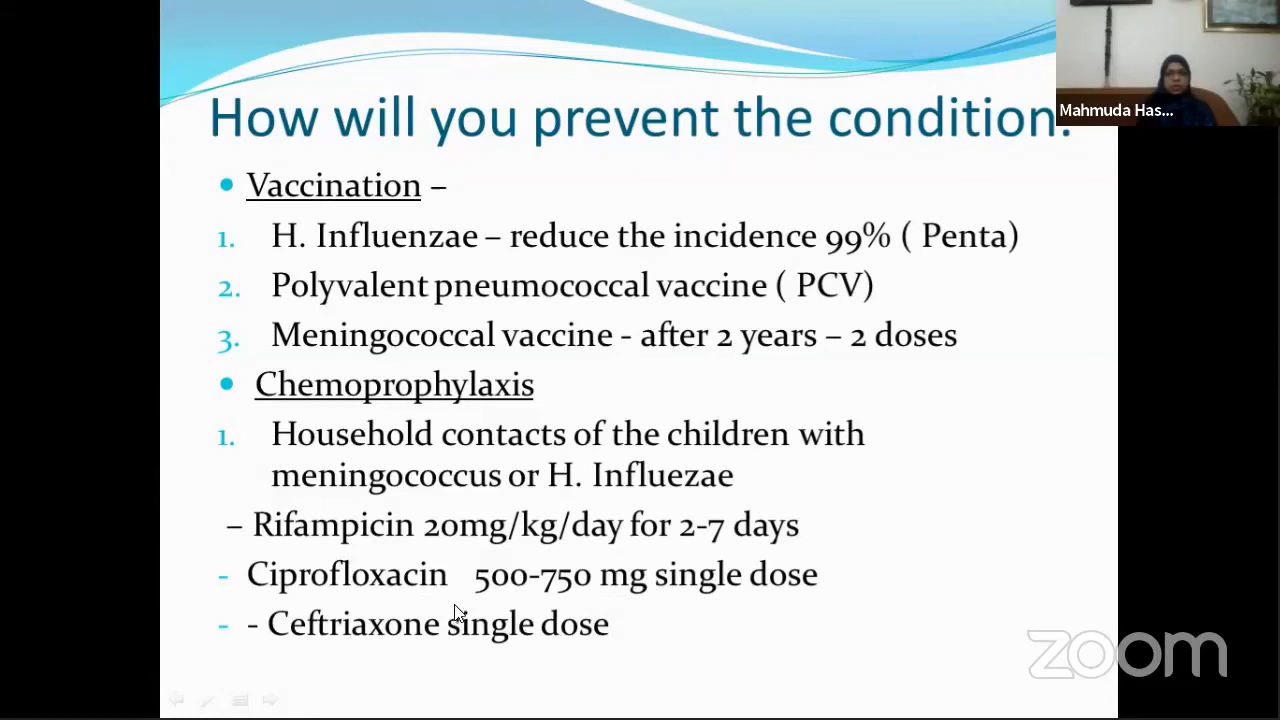 Mahmuda Has...
How will you prevent the condition?
• Vaccination –
1. H. Influenzae – reduce the incidence 99% ( Penta)
2. Polyvalent pneumococcal vaccine ( PCV)
3. Meningococcal vaccine - after 2 years – 2 doses
• Chemoprophylaxis
1. Household contacts of the children with
meningococcus or H. Influezae
– Rifampicin 20mg/kg/day for 2-7 days
- Ciprofloxacin 500-750 mg single dose
- - Ceftriaxone single dose
zoom